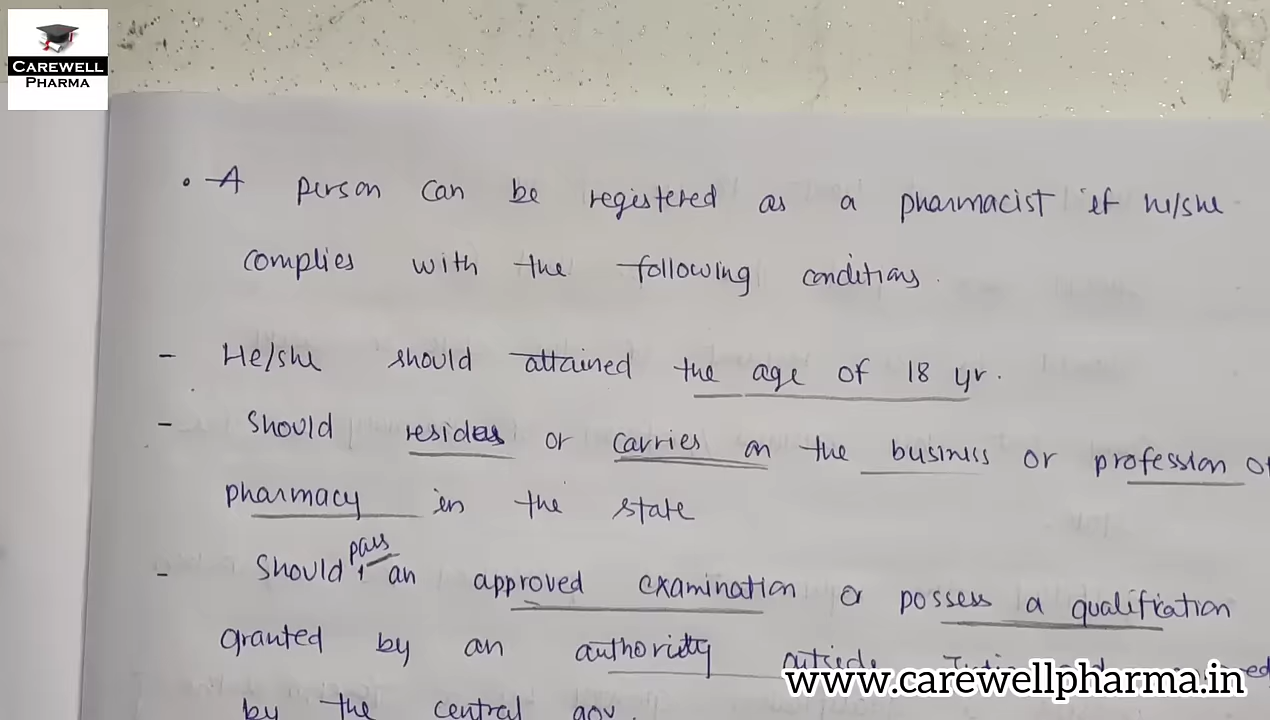 CAREWELL
PHARMA
• A person can be registered as a pharmacist if he/she
complies with the following conditions.
- He/she should attained the age of 18 yr.
- Should resides or carries on the business or profession of
pharmacy in the state
pass
- Should an approved examination or possess a qualification
granted by an authority outside
by the central gov.
www.carewellpharma.in